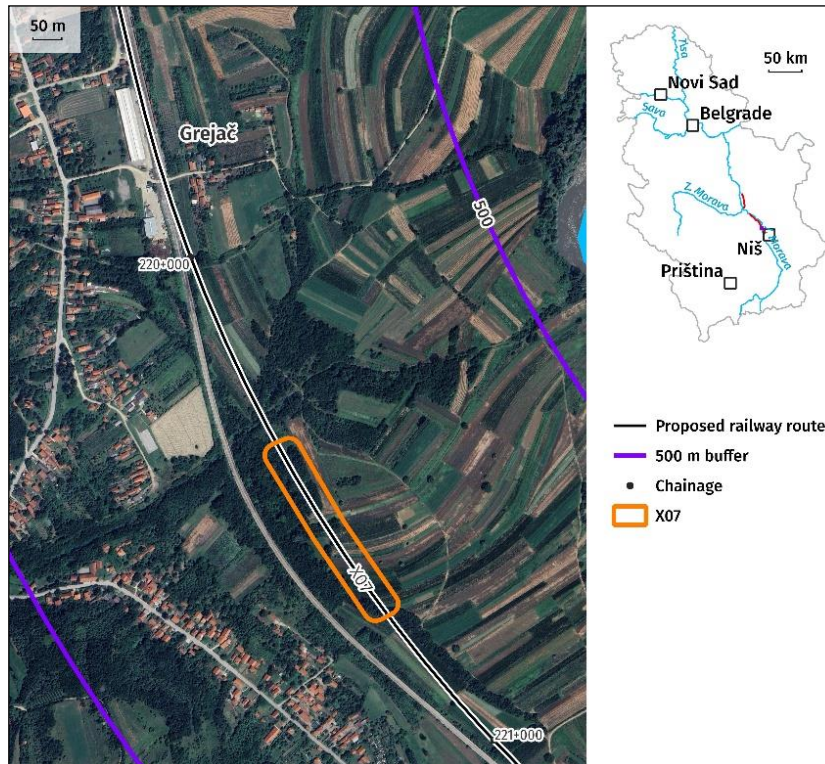 50 m
Grejač
500
220+000
X07
221+000
50 km
Tisa
Novi Sad
Sava
Belgrade
Z. Morava
Niš
J. Morava
Priština
Proposed railway route
500 m buffer
Chainage
X07